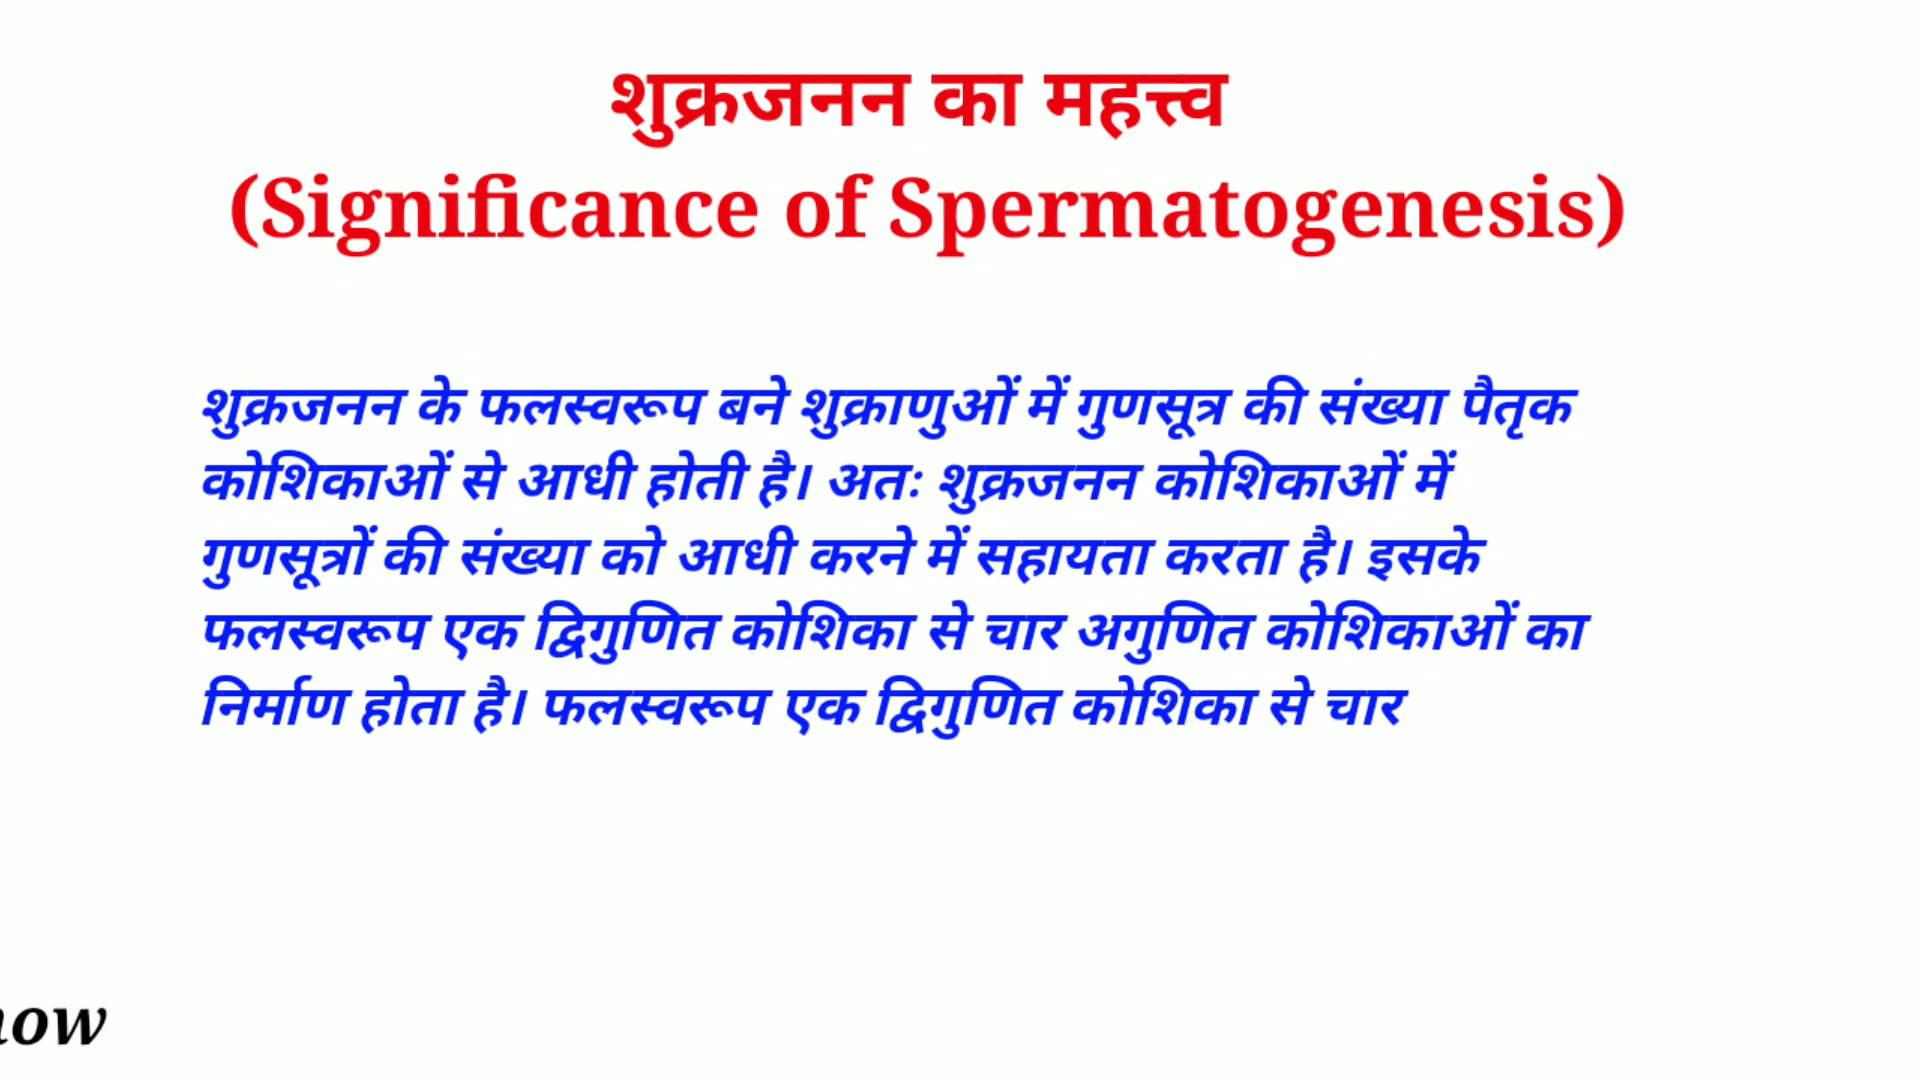 शुक्रजनन का महत्त्व
(Significance of Spermatogenesis)
शुक्रजनन के फलस्वरूप बने शुक्राणुओं में गुणसूत्र की संख्या पैतृक
कोशिकाओं से आधी होती है। अतः शुक्रजनन कोशिकाओं में
गुणसूत्रों की संख्या को आधी करने में सहायता करता है। इसके
फलस्वरूप एक द्विगुणित कोशिका से चार अगुणित कोशिकाओं का
निर्माण होता है। फलस्वरूप एक द्विगुणित कोशिका से चार